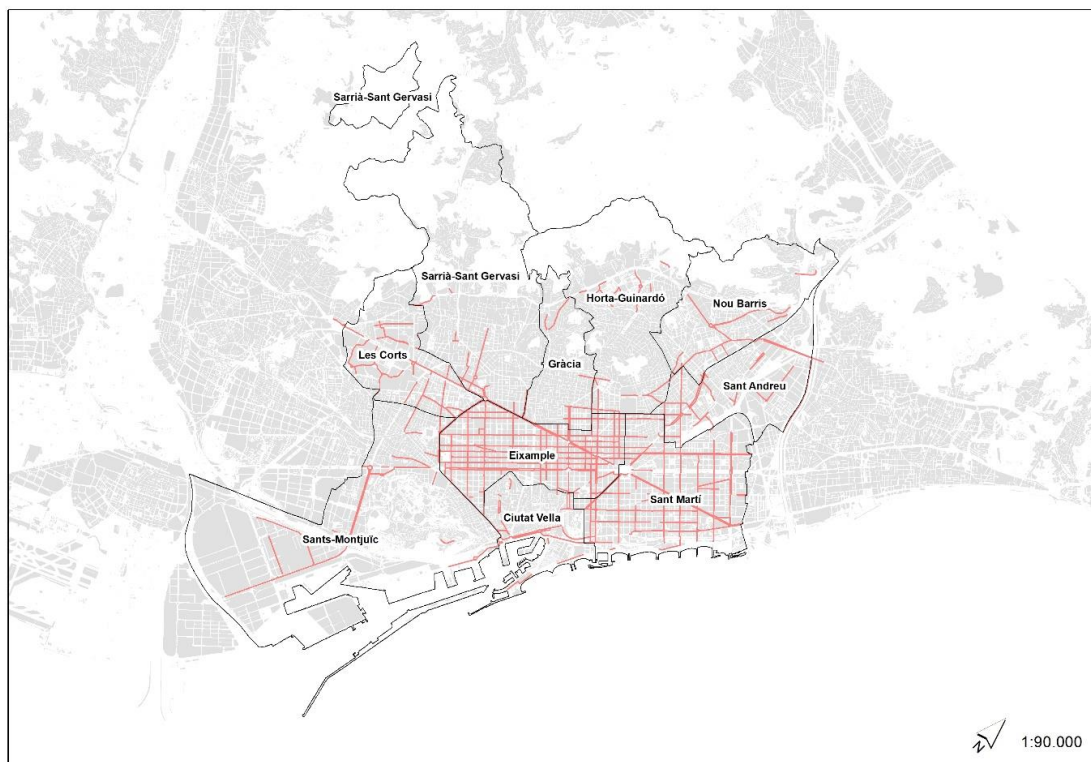 Sarrià-Sant Gervasi
Sarrià-Sant Gervasi
Horta-Guinardó
Nou Barris
Les Corts
Gràcia
Sant Andreu
Eixample
Sant Martí
Ciutat Vella
Sants-Montjuïc
N
1:90.000